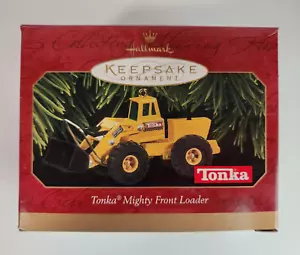 Hallmark
KEEPSAKE
ORNAMENT
Tonka
Tonka® Mighty Front Loader